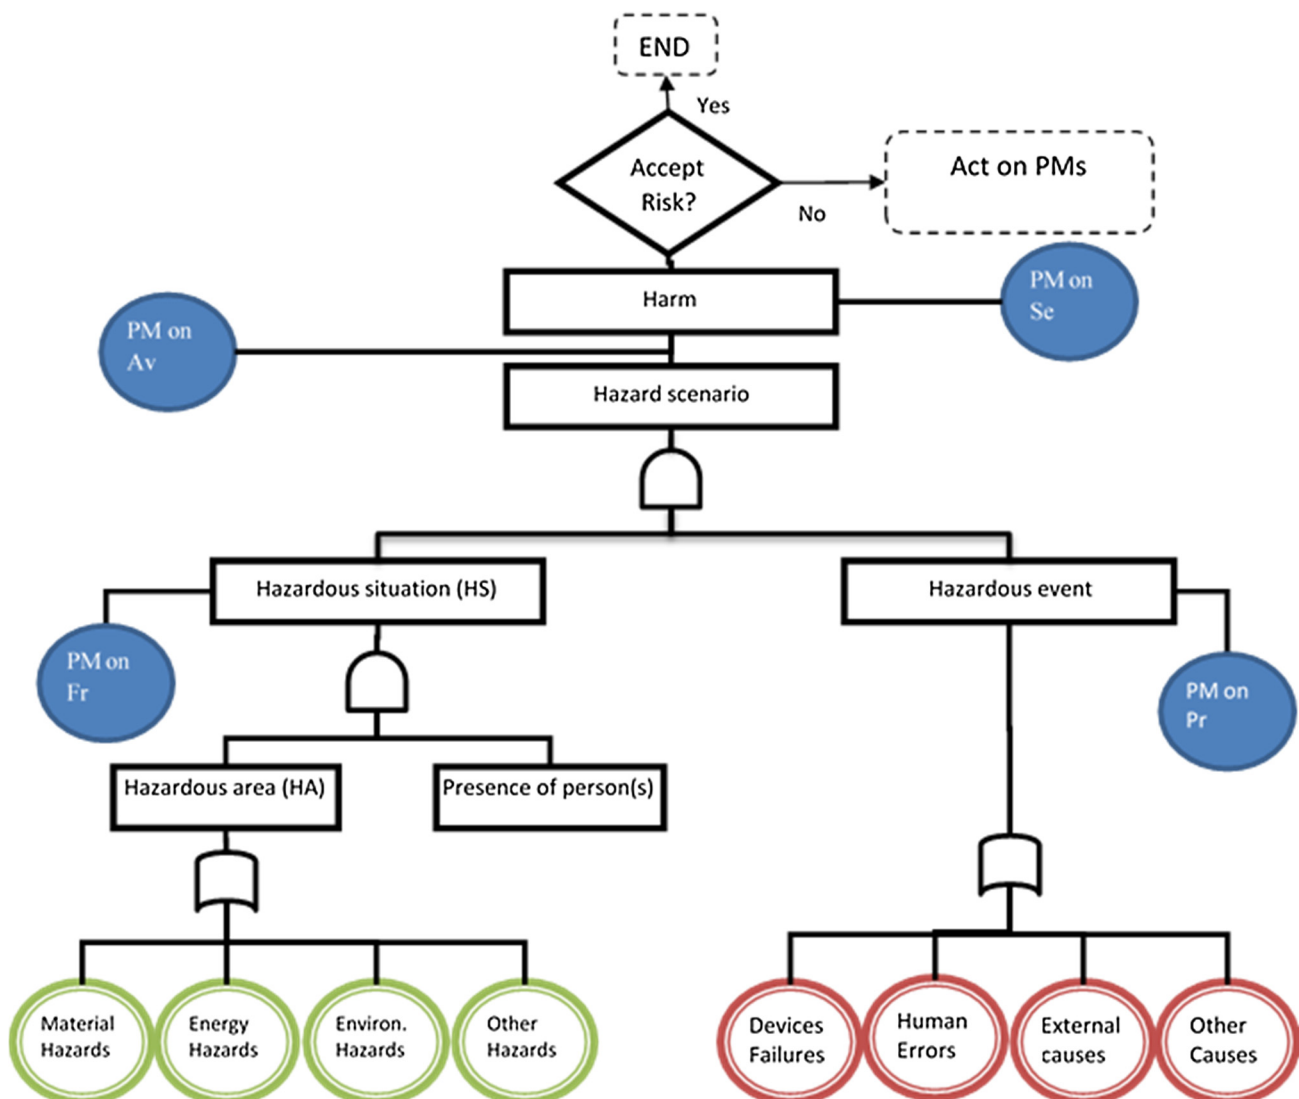 END
Yes
Accept
Risk?
No
Act on PMs
Harm
PM on
Se
PM on
Av
Hazard scenario
Hazardous situation (HS)
Hazardous event
PM on
Fr
PM on
Pr
Hazardous area (HA)
Presence of person(s)
Material
Hazards
Energy
Hazards
Environ.
Hazards
Other
Hazards
Devices
Failures
Human
Errors
External
causes
Other
Causes